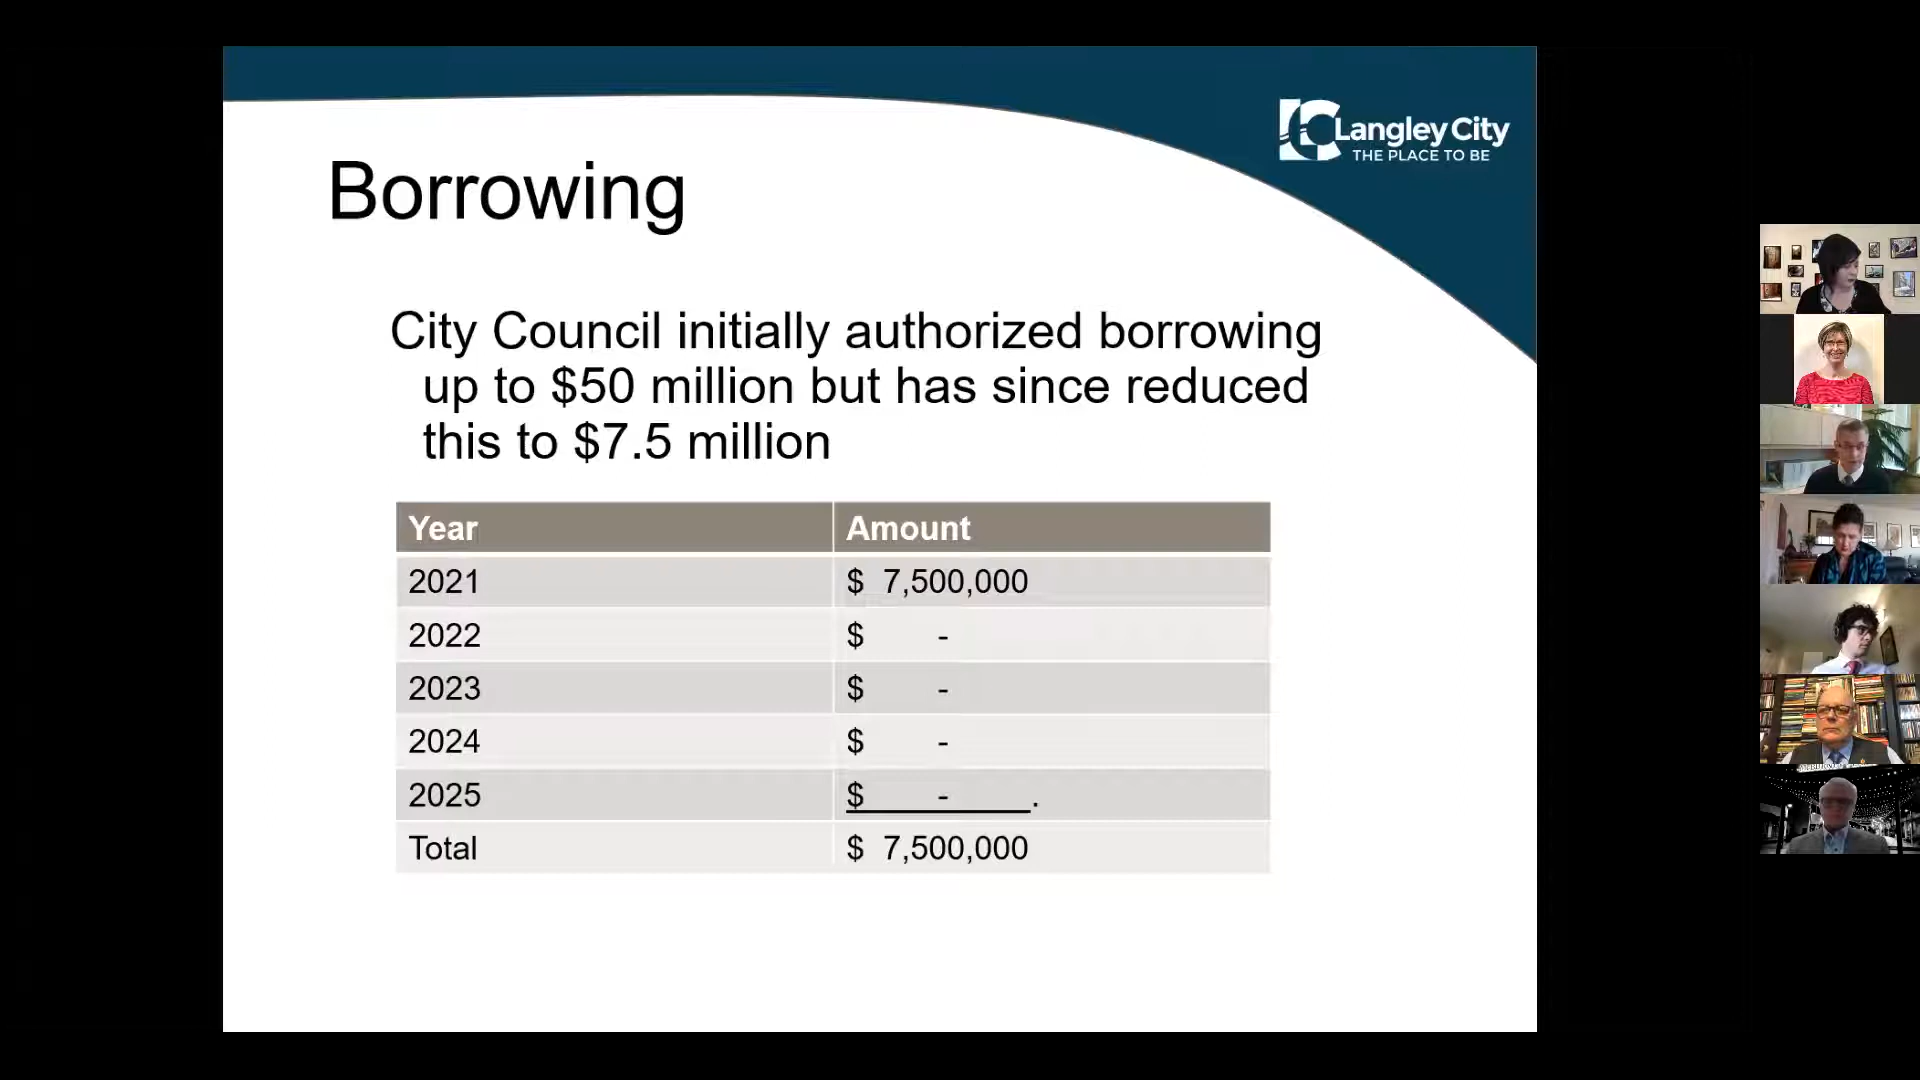 Langley City
THE PLACE TO BE
Borrowing
City Council initially authorized borrowing
up to $50 million but has since reduced
this to $7.5 million
Year Amount
2021 $ 7,500,000
2022 $ -
2023 $ -
2024 $ -
2025 $ - .
Total $ 7,500,000